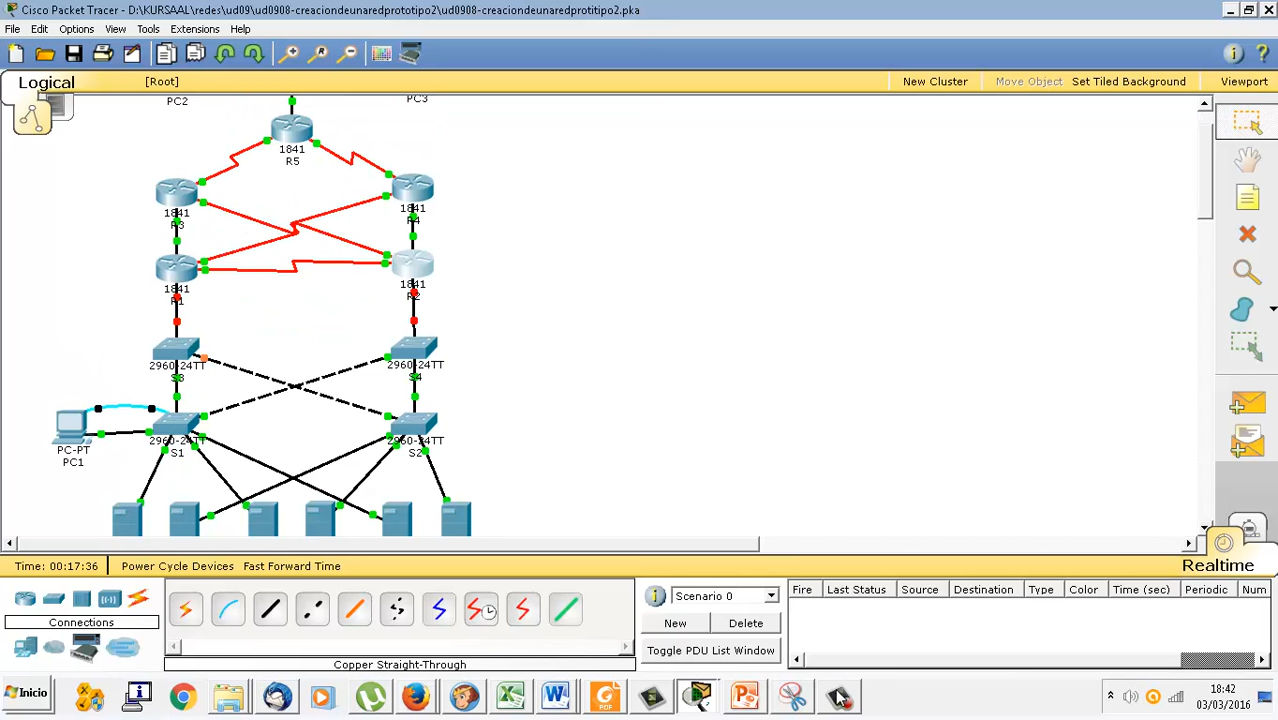 Cisco Packet Tracer - D:\KURSAAL\redes\ud09\ud0908-creaciondeunaredprototipo2\ud0908-creaciondeunaredprotitipo2.pka
File Edit Options View Tools Extensions Help
Logical [Root] New Cluster Move Object Set Tiled Background Viewport
PC2 PC3
1841
R5
1841
R3
1841
R4
1841
R1
1841
R2
2960-24TT
S3
2960-24TT
S4
2960-24TT
S1
2960-24TT
S2
PC-PT
PC1
Realtime
Time: 00:17:36 Power Cycle Devices Fast Forward Time
Connections
Copper Straight-Through
Scenario 0
New Delete
Toggle PDU List Window
Fire Last Status Source Destination Type Color Time (sec) Periodic Num
Inicio
PDF
18:42
03/03/2016